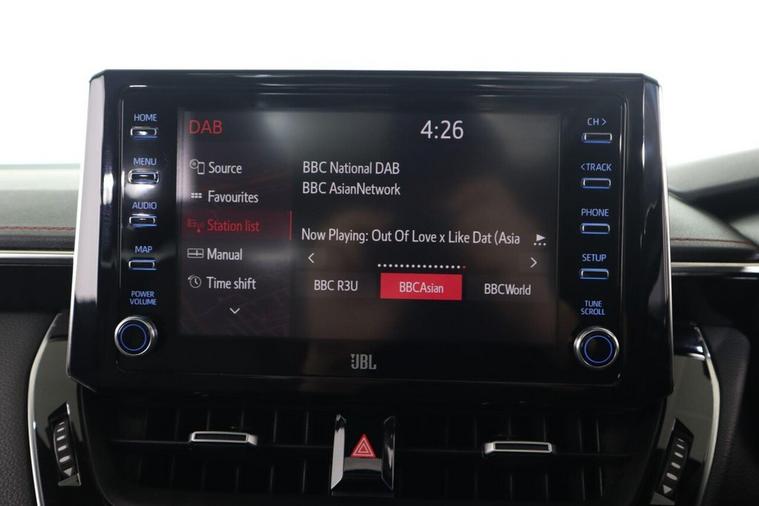 HOME
MENU
AUDIO
MAP
POWER
VOLUME
DAB
4:26
Source
Favourites
Station list
Manual
Time shift
BBC National DAB
BBC AsianNetwork
Now Playing: Out Of Love x Like Dat (Asia
BBC R3U
BBCAsian
BBCWorld
CH >
< TRACK
PHONE
SETUP
TUNE
SCROLL
JBL